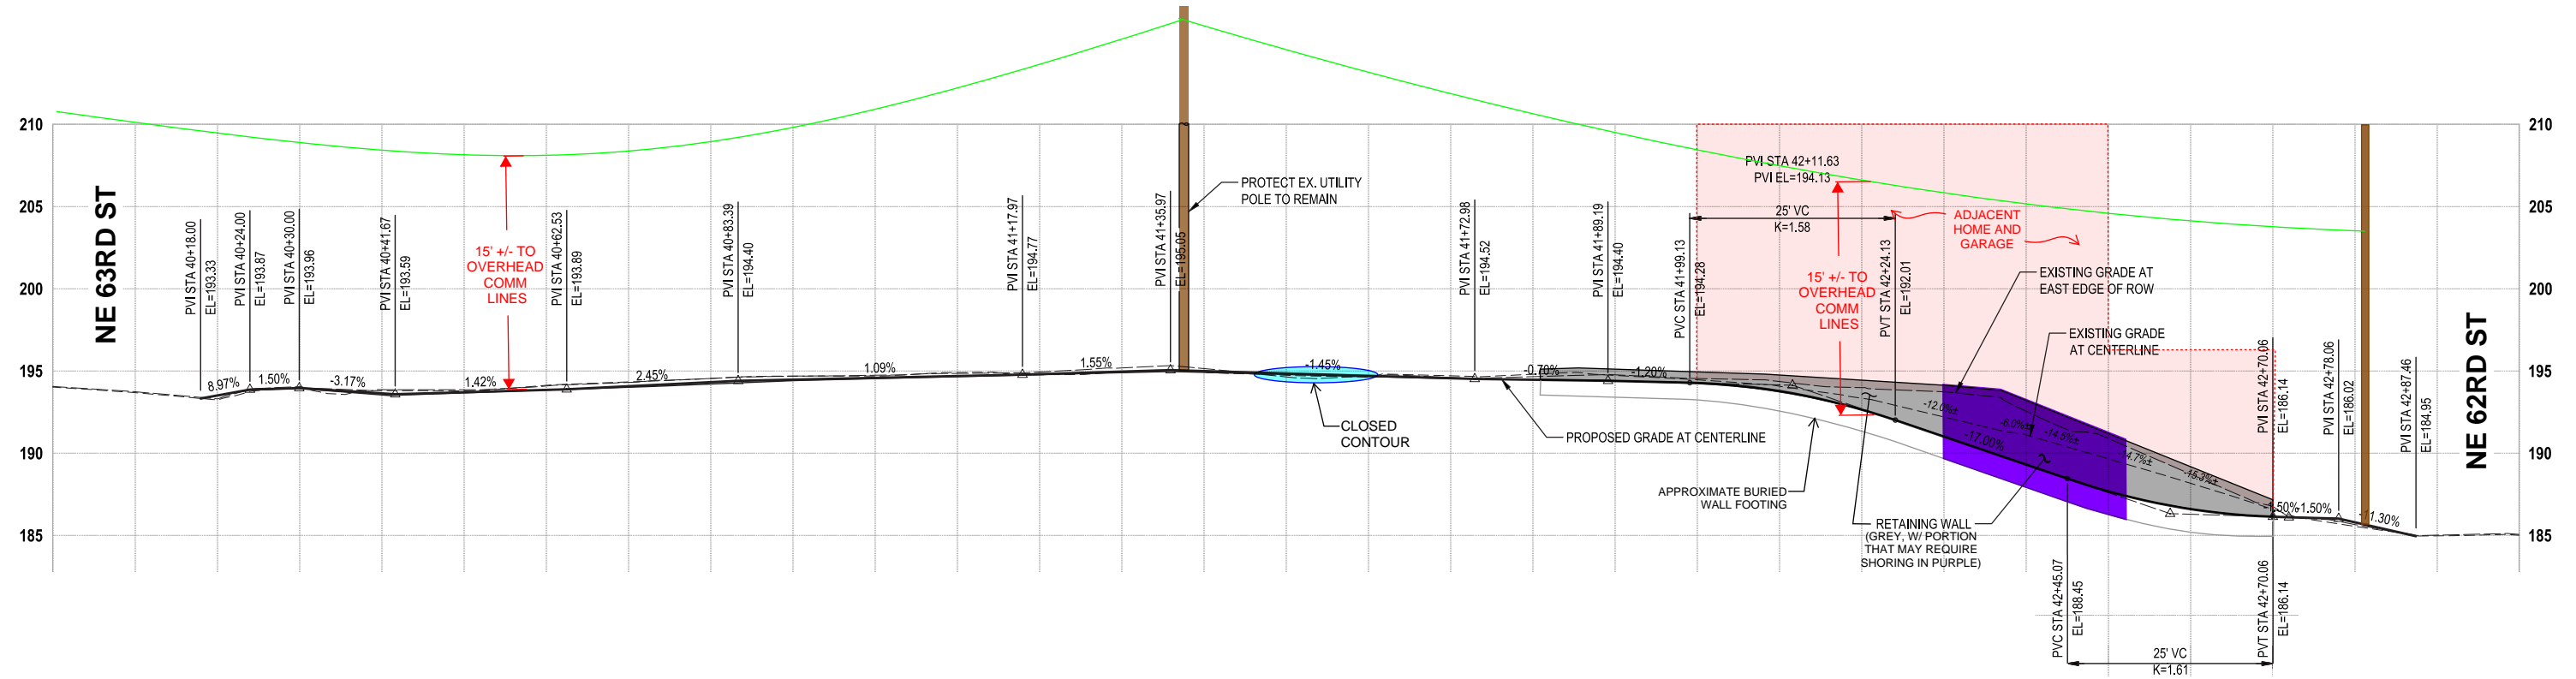 210
205
200
195
190
185
NE 63RD ST
PVI STA 40+18.00
EL=193.33
PVI STA 40+24.00
EL=193.87
PVI STA 40+30.00
EL=193.96
PVI STA 40+41.67
EL=193.59
15' +/- TO
OVERHEAD
COMM
LINES
PVI STA 40+62.53
EL=193.89
PVI STA 40+83.39
EL=194.40
PVI STA 41+17.97
EL=194.77
PVI STA 41+35.97
EL=195.05
PROTECT EX. UTILITY
POLE TO REMAIN
PVI STA 41+72.98
EL=194.52
PVI STA 41+89.19
EL=194.40
PVC STA 41+99.13
EL=194.28
PVI STA 42+11.63
PVI EL=194.13
25' VC
K=1.58
15' +/- TO
OVERHEAD
COMM
LINES
PVT STA 42+24.13
EL=192.01
ADJACENT
HOME AND
GARAGE
EXISTING GRADE AT
EAST EDGE OF ROW
EXISTING GRADE
AT CENTERLINE
8.97%
1.50%
-3.17%
1.42%
2.45%
1.09%
1.55%
-1.45%
-0.70%
-1.20%
-12.0%±
-6.0%±
-14.5%±
-17.00%
-14.7%±
-15.3%±
-1.50%
-1.50%
-11.30%
CLOSED
CONTOUR
PROPOSED GRADE AT CENTERLINE
APPROXIMATE BURIED
WALL FOOTING
RETAINING WALL
(GREY, W/ PORTION
THAT MAY REQUIRE
SHORING IN PURPLE)
PVI STA 42+70.06
EL=186.14
PVI STA 42+78.06
EL=186.02
PVI STA 42+87.46
EL=184.95
PVC STA 42+45.07
EL=188.45
PVT STA 42+70.06
EL=186.14
25' VC
K=1.61
NE 62RD ST
210
205
200
195
190
185